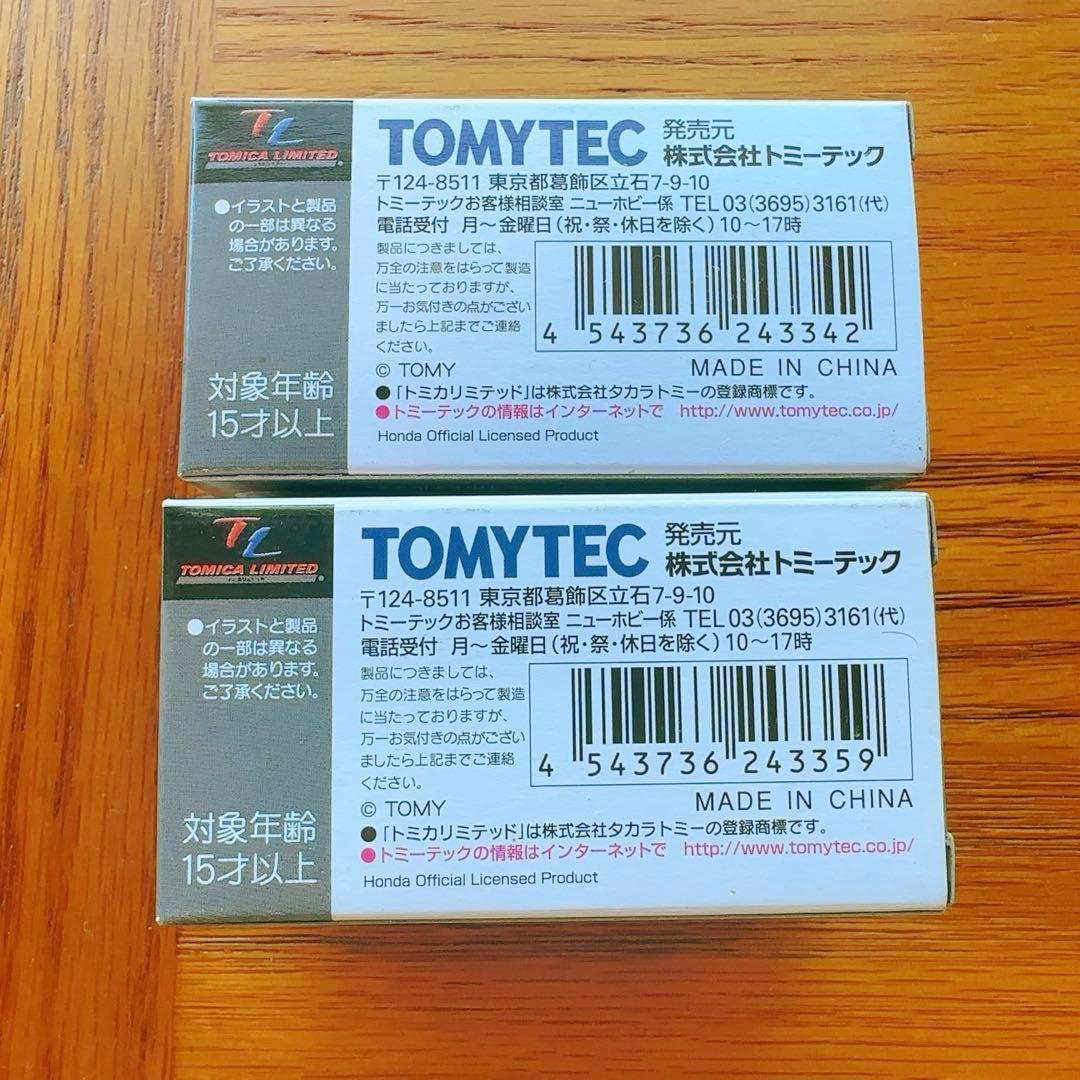 TL
TOMICA LIMITED
●イラストと製品
の一部は異なる
場合があります。
ご了承ください。
対象年齢
15才以上
TOMYTEC 発売元
株式会社トミーテック
〒124-8511 東京都葛飾区立石7-9-10
トミーテックお客様相談室 ニューホビー係 TEL 03(3695)3161(代)
電話受付 月～金曜日(祝・祭・休日を除く)10～17時
製品につきましては、
万全の注意をはらって製造
に当たっておりますが、
万一お気付きの点がござい
ましたら上記までご連絡
ください。
4 543736 243342
© TOMY MADE IN CHINA
●「トミカリミテッド」は株式会社タカラトミーの登録商標です。
●トミーテックの情報はインターネットで http://www.tomytec.co.jp/
Honda Official Licensed Product
TL
TOMICA LIMITED
●イラストと製品
の一部は異なる
場合があります。
ご了承ください。
対象年齢
15才以上
TOMYTEC 発売元
株式会社トミーテック
〒124-8511 東京都葛飾区立石7-9-10
トミーテックお客様相談室 ニューホビー係 TEL 03(3695)3161(代)
電話受付 月～金曜日(祝・祭・休日を除く)10～17時
製品につきましては、
万全の注意をはらって製造
に当たっておりますが、
万一お気付きの点がござい
ましたら上記までご連絡
ください。
4 543736 243359
© TOMY MADE IN CHINA
●「トミカリミテッド」は株式会社タカラトミーの登録商標です。
●トミーテックの情報はインターネットで http://www.tomytec.co.jp/
Honda Official Licensed Product